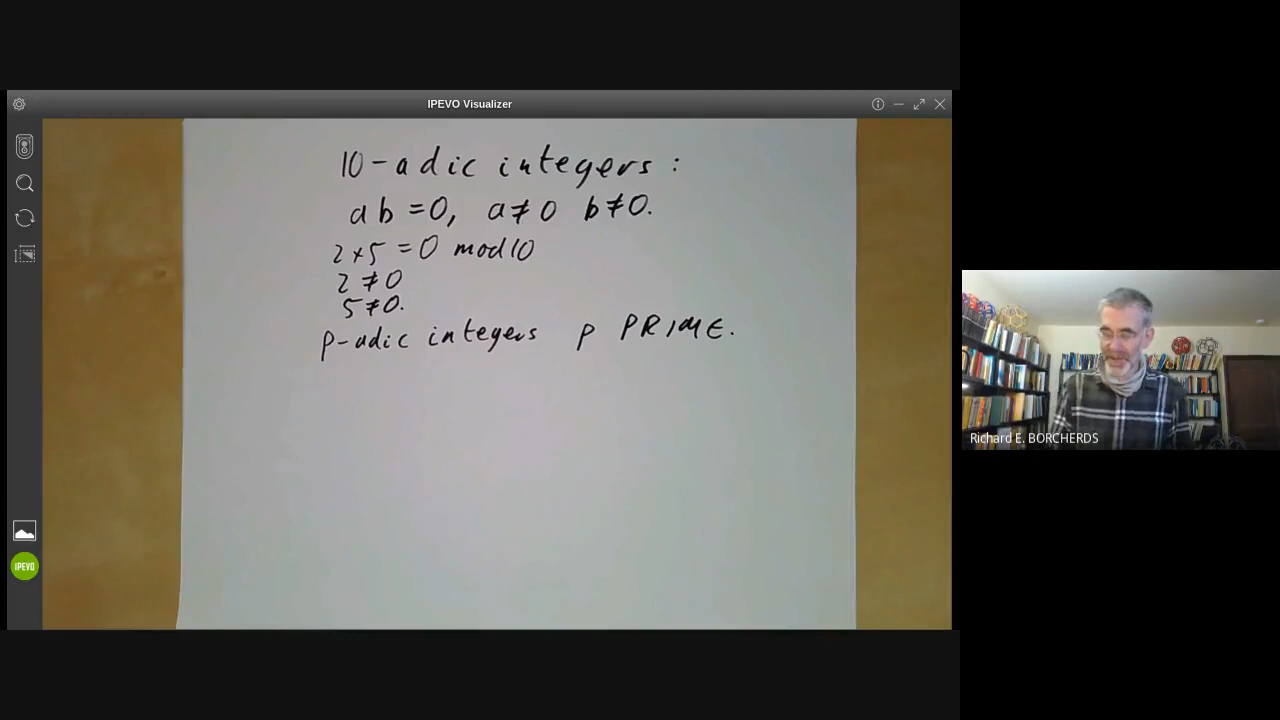 IPEVO Visualizer
10-adic integers:
ab=0, a≠0 b≠0.
2×5=0 mod 10
2≠0
5≠0.
p-adic integers p PRIME.
IPEVO
Richard E. BORCHERDS